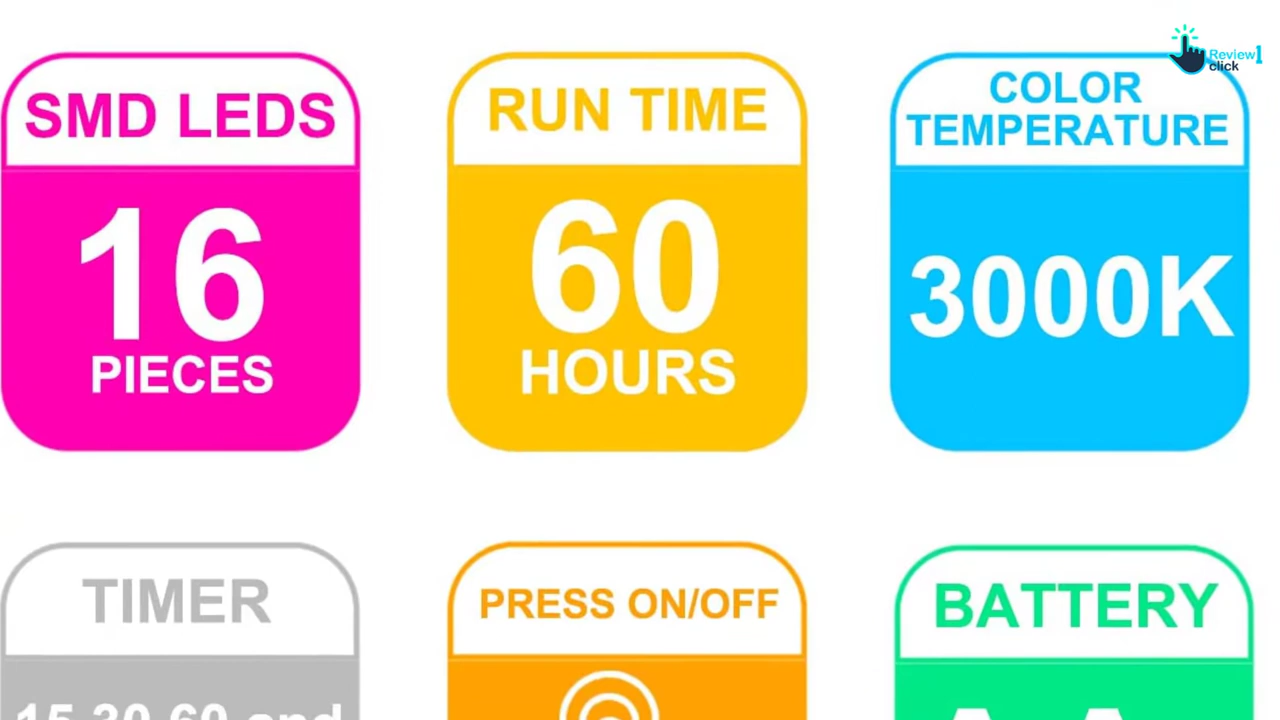 Review1
click
SMD LEDS
16
PIECES
RUN TIME
60
HOURS
COLOR
TEMPERATURE
3000K
TIMER
15,30,60 and
PRESS ON/OFF
BATTERY